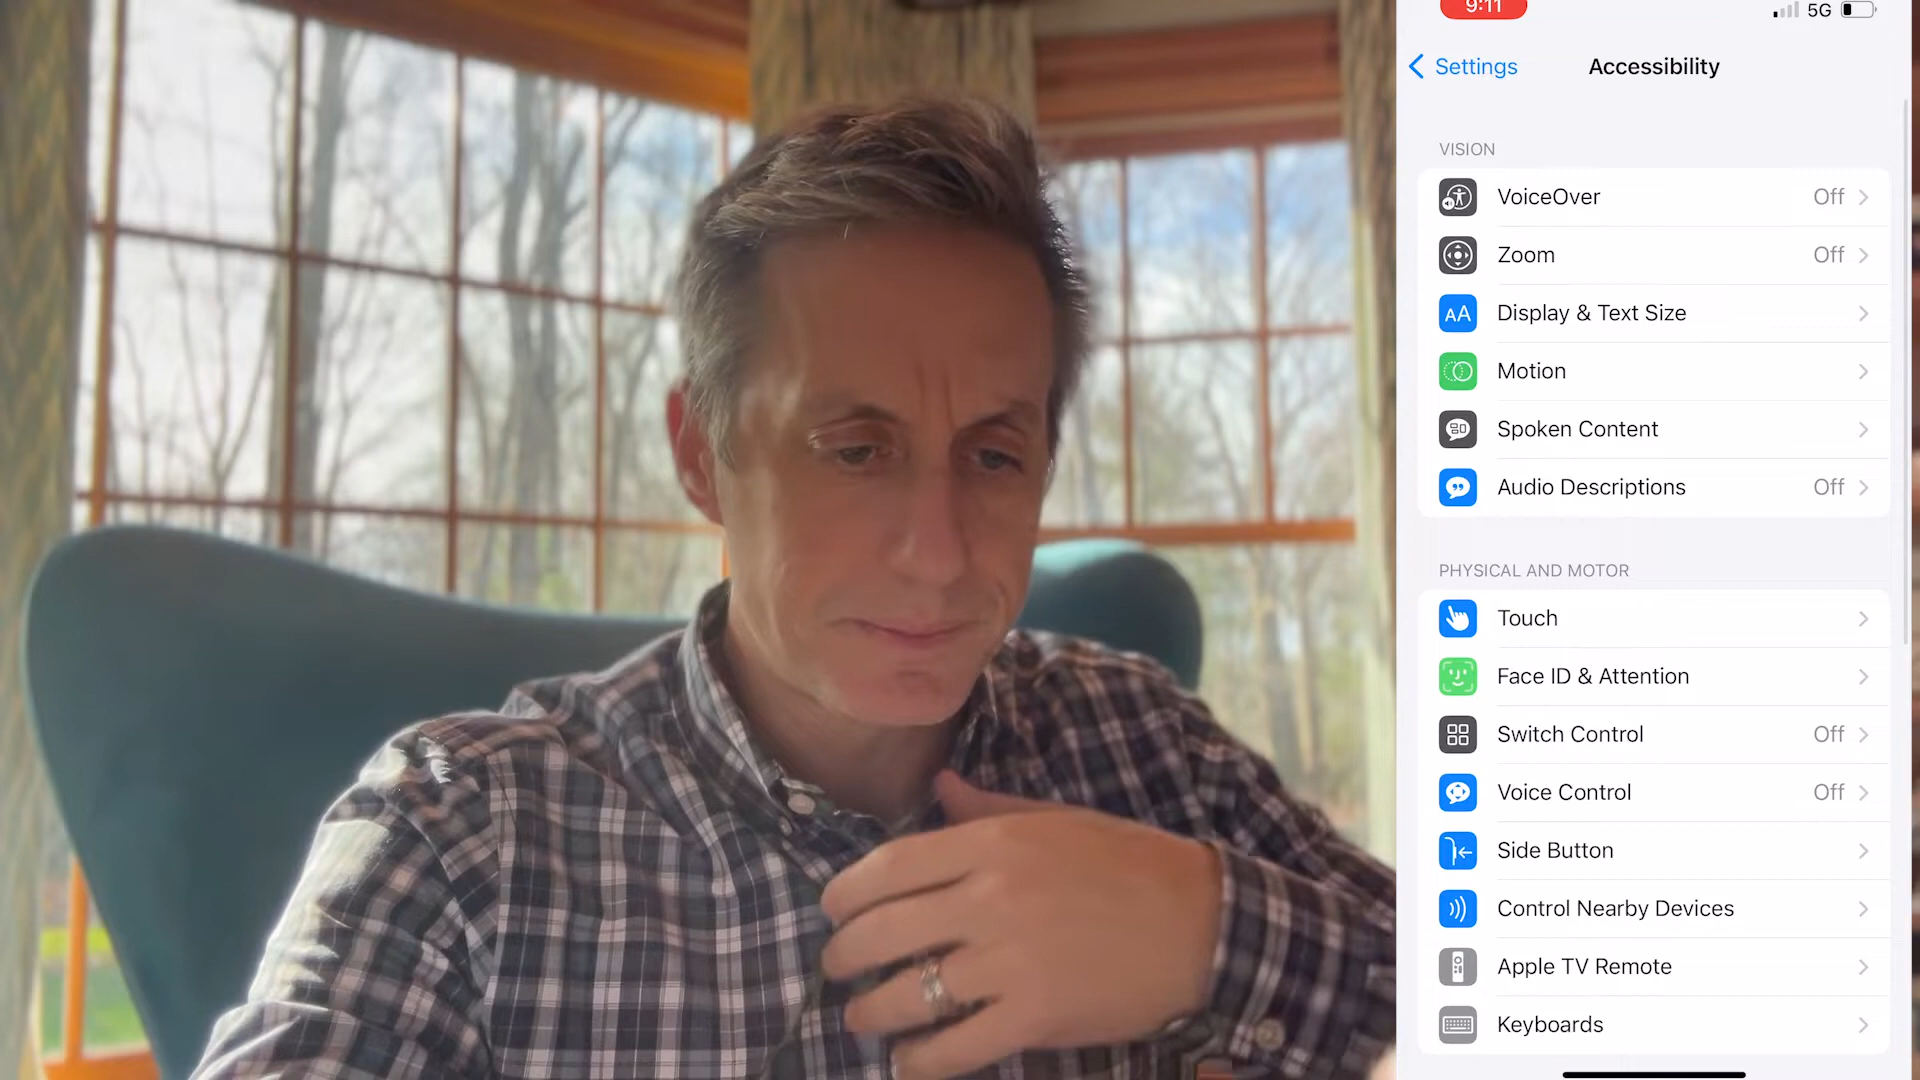 9:11 5G
Settings Accessibility
VISION
VoiceOver Off
Zoom Off
AA Display & Text Size
Motion
Spoken Content
Audio Descriptions Off
PHYSICAL AND MOTOR
Touch
Face ID & Attention
Switch Control Off
Voice Control Off
Side Button
Control Nearby Devices
Apple TV Remote
Keyboards